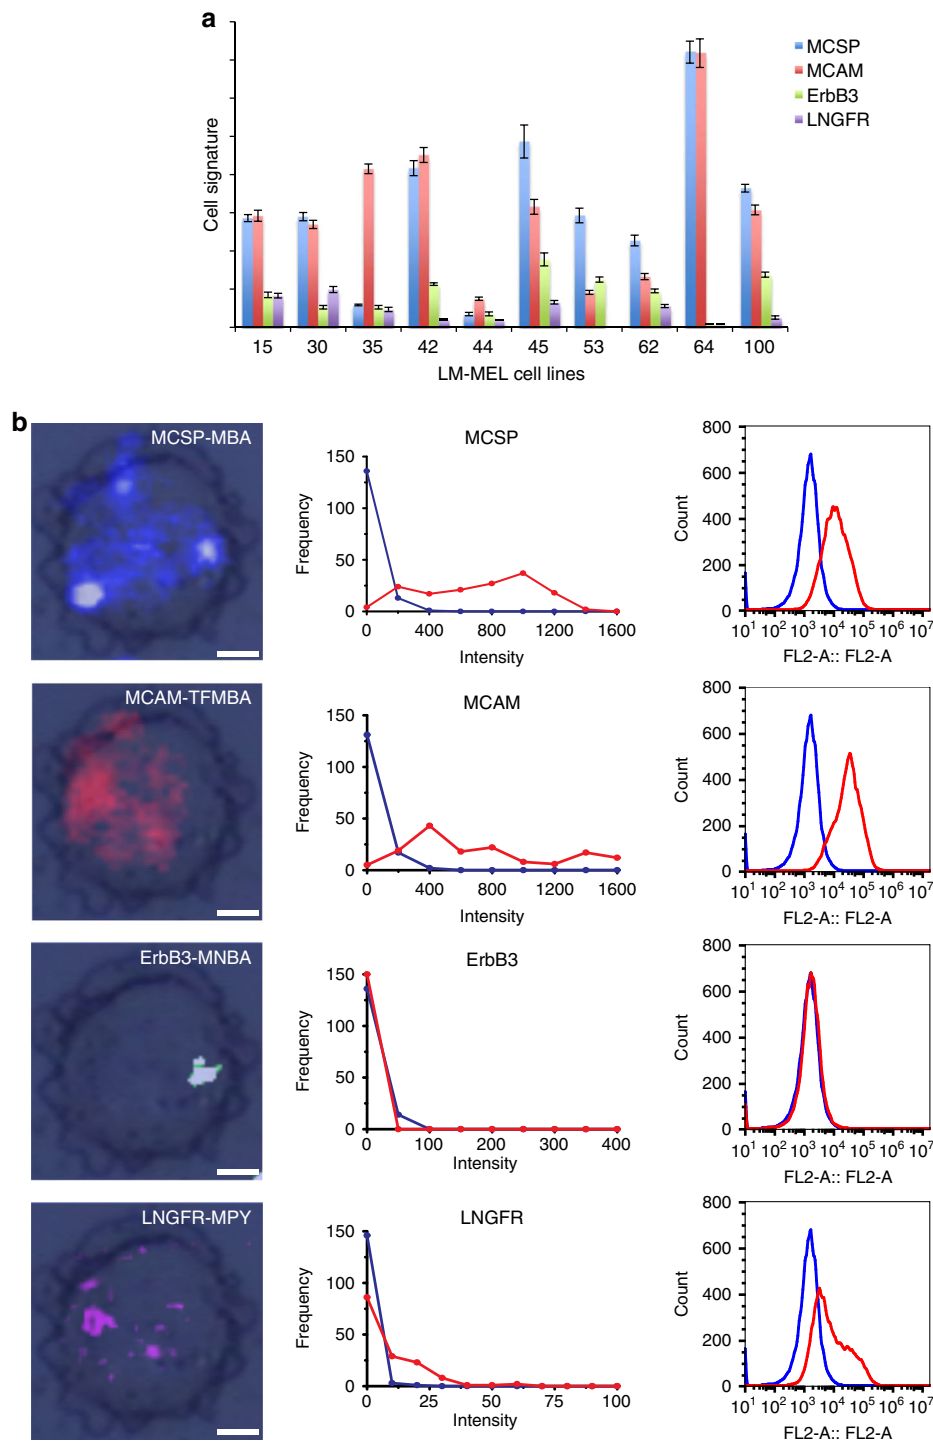 a
Cell signature
MCSP
MCAM
ErbB3
LNGFR
15 30 35 42 44 45 53 62 64 100
LM-MEL cell lines
b
MCSP-MBA
MCSP
Frequency
150
100
50
0
0 400 800 1200 1600
Intensity
Count
800
600
400
200
0
10¹ 10² 10³ 10⁴ 10⁵ 10⁶ 10⁷
FL2-A:: FL2-A
MCAM-TFMBA
MCAM
Frequency
150
100
50
0
0 400 800 1200 1600
Intensity
Count
800
600
400
200
0
10¹ 10² 10³ 10⁴ 10⁵ 10⁶ 10⁷
FL2-A:: FL2-A
ErbB3-MNBA
ErbB3
Frequency
150
100
50
0
0 100 200 300 400
Intensity
Count
800
600
400
200
0
10¹ 10² 10³ 10⁴ 10⁵ 10⁶ 10⁷
FL2-A:: FL2-A
LNGFR-MPY
LNGFR
Frequency
150
100
50
0
0 25 50 75 100
Intensity
Count
800
600
400
200
0
10¹ 10² 10³ 10⁴ 10⁵ 10⁶ 10⁷
FL2-A:: FL2-A